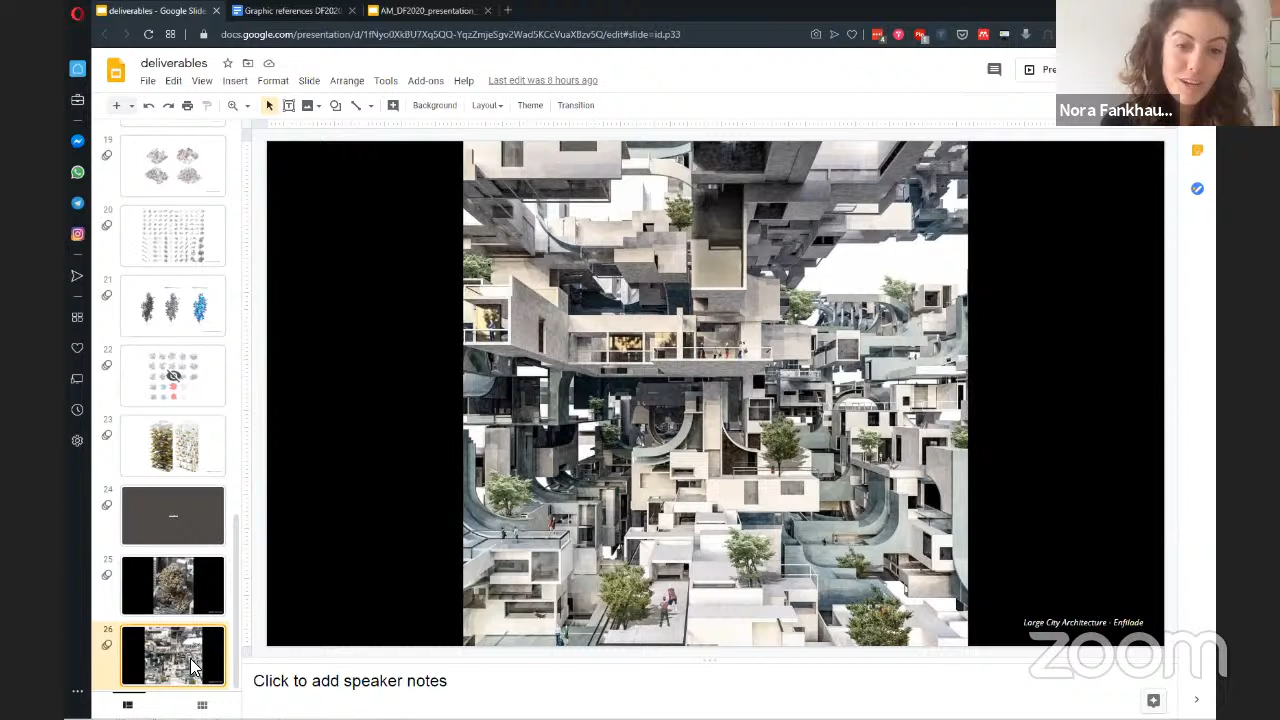 deliverables - Google Slide
Graphic references DF2020
AM_DF2020_presentation_
docs.google.com/presentation/d/1fNyo0XkBU7Xq5QQ-YqzZmjeSgv2Wad5KCcVuaXBzv5Q/edit#slide=id.p33
deliverables
File Edit View Insert Format Slide Arrange Tools Add-ons Help Last edit was 8 hours ago
Pre
Background Layout Theme Transition
Nora Fankhau...
19
20
21
22
23
24
25
26
Large City Architecture - Enfilade
zoom
Click to add speaker notes